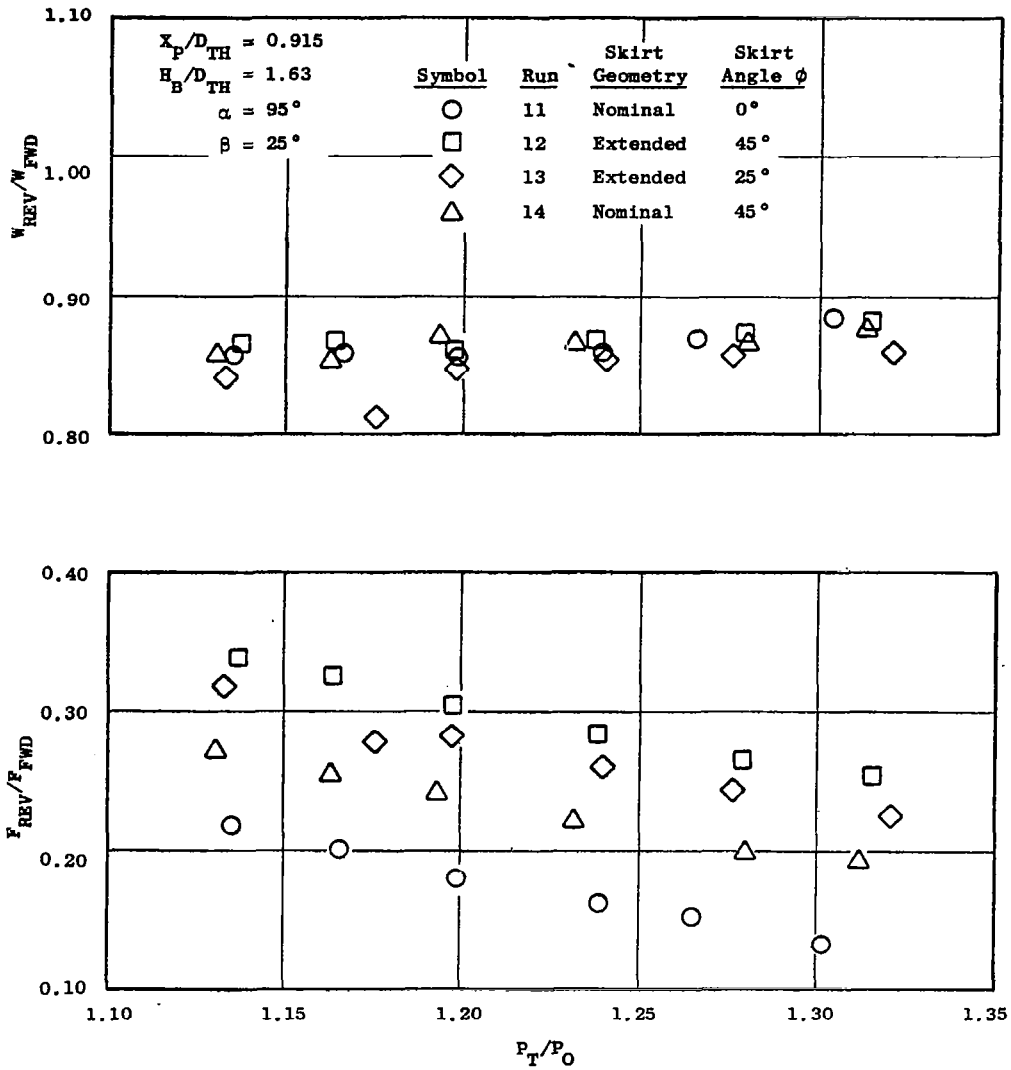 1.10
X_P/D_TH = 0.915
H_B/D_TH = 1.63
α = 95°
β = 25°
Skirt Skirt
Symbol Run Geometry Angle ø
○ 11 Nominal 0°
□ 12 Extended 45°
◇ 13 Extended 25°
△ 14 Nominal 45°
W_REV/W_FWD
1.00
0.90
0.80
0.40
0.30
F_REV/F_FWD
0.20
0.10
1.10 1.15 1.20 1.25 1.30 1.35
P_T/P_O